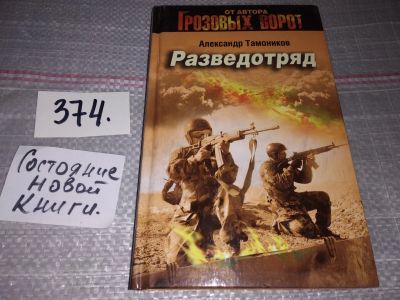 ОТ АВТОРА
ГРОЗОВЫХ ВОРОТ
Александр Тамоников
Разведотряд
374.
Состояние
новой
книги.